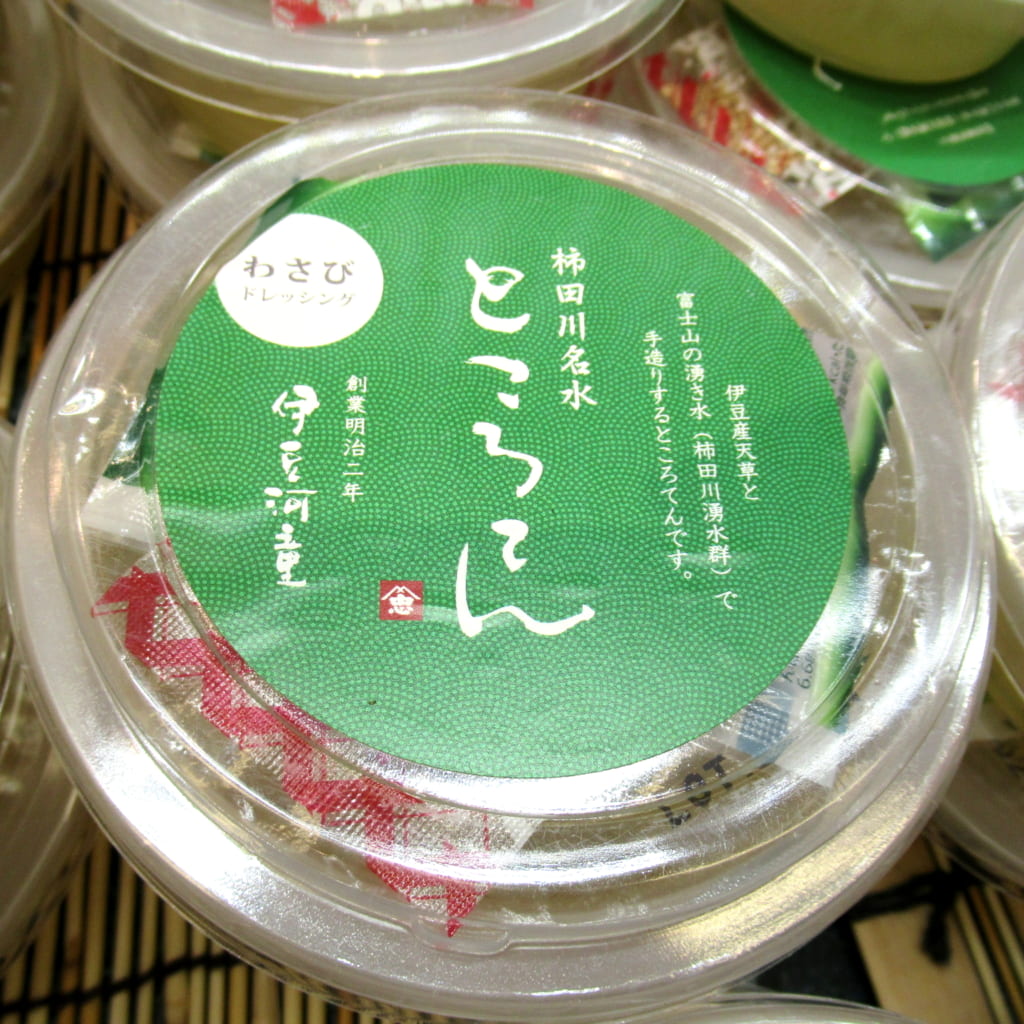 伊豆産天草と
富士山の湧き水（柿田川湧水群）で
手造りするところてんです。
柿田川名水
ところてん
忠
創業明治二年
伊豆河童
わさび
ドレッシング